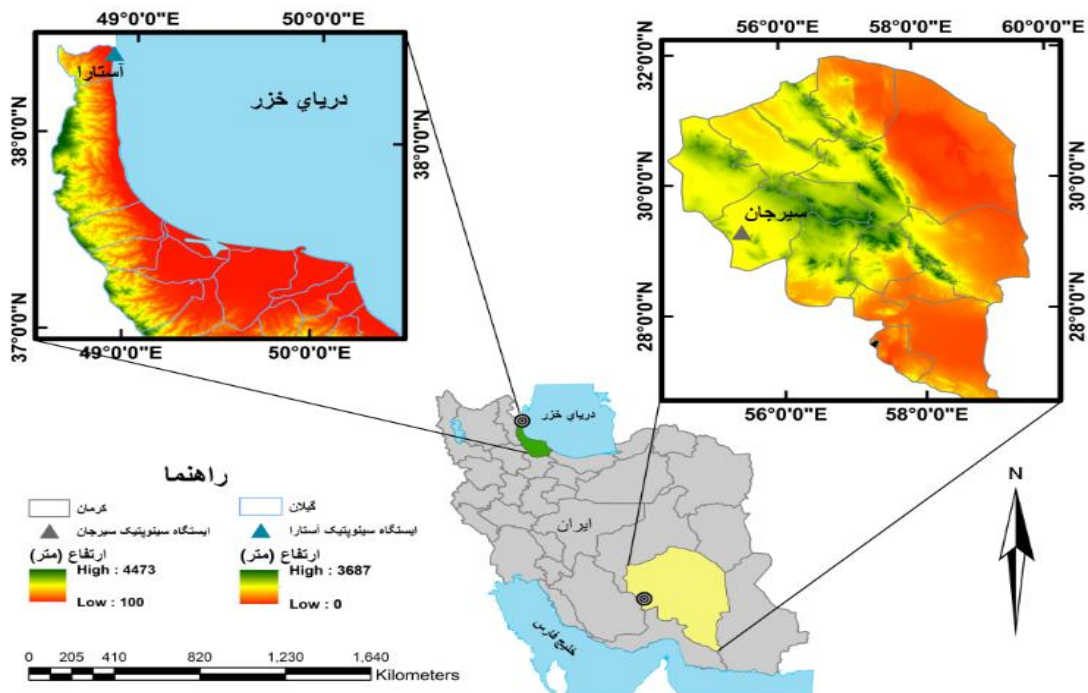 49°0'0"E 50°0'0"E
آستارا
دریاي خزر
38°0'0"N
38°0'0"N
37°0'0"N
49°0'0"E 50°0'0"E
56°0'0"E 58°0'0"E 60°0'0"E
32°0'0"N
30°0'0"N
30°0'0"N
28°0'0"N
28°0'0"N
سیرجان
56°0'0"E 58°0'0"E
دریاي خزر
ایران
خلیج فارس
N
راهنما
گیلان
کرمان
ایستگاه سینوپتیک آستارا
ایستگاه سینوپتیک سیرجان
ارتفاع (متر)
High : 3687
Low : 0
ارتفاع (متر)
High : 4473
Low : 100
0 205 410 820 1,230 1,640
Kilometers